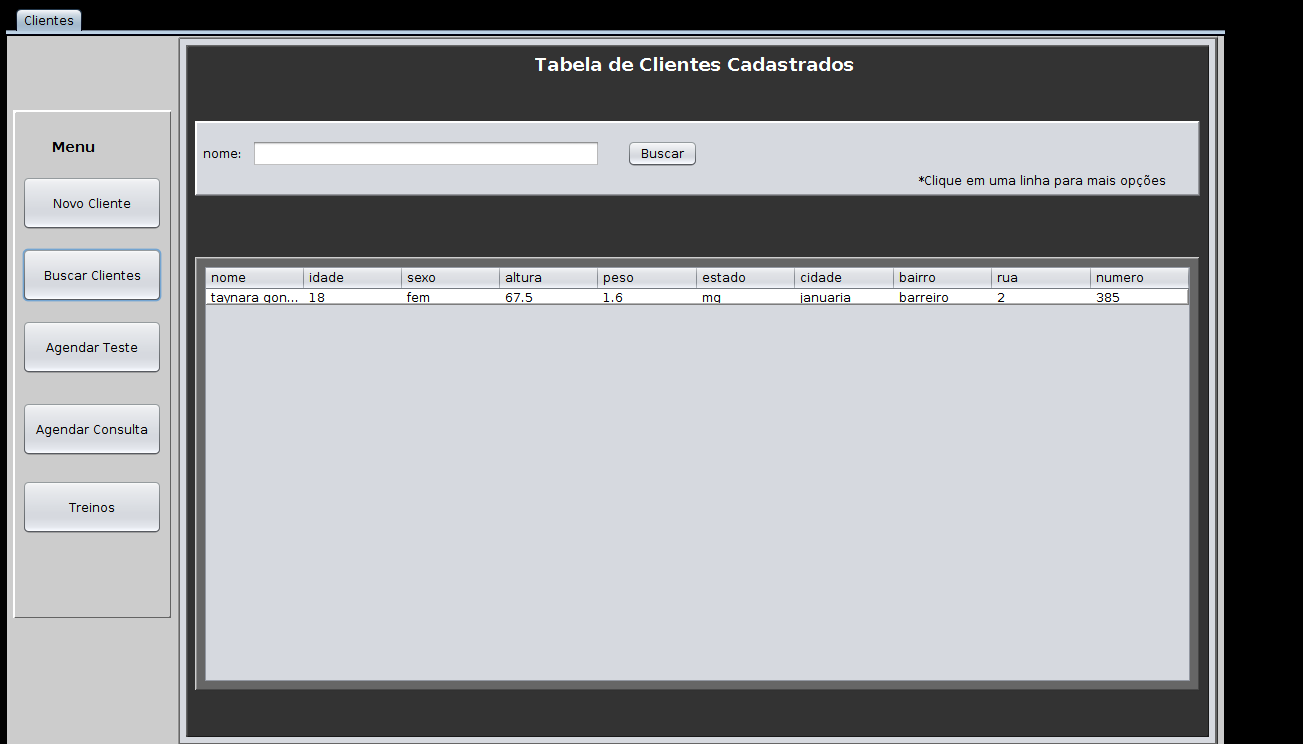 Clientes
Tabela de Clientes Cadastrados
Menu
Novo Cliente
Buscar Clientes
Agendar Teste
Agendar Consulta
Treinos
nome: Buscar
*Clique em uma linha para mais opções
nome idade sexo altura peso estado cidade bairro rua numero
taynara gon... 18 fem 67.5 1.6 mg januaria barreiro 2 385